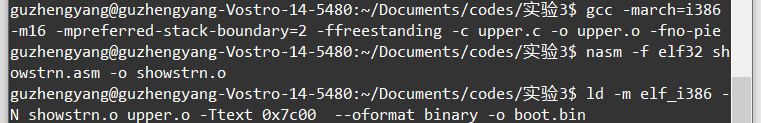 guzhengyang@guzhengyang-Vostro-14-5480:~/Documents/codes/实验3$ gcc -march=i386
-m16 -mpreferred-stack-boundary=2 -ffreestanding -c upper.c -o upper.o -fno-pie
guzhengyang@guzhengyang-Vostro-14-5480:~/Documents/codes/实验3$ nasm -f elf32 sh
owstrn.asm -o showstrn.o
guzhengyang@guzhengyang-Vostro-14-5480:~/Documents/codes/实验3$ ld -m elf_i386 -
N showstrn.o upper.o -Ttext 0x7c00  --oformat binary -o boot.bin